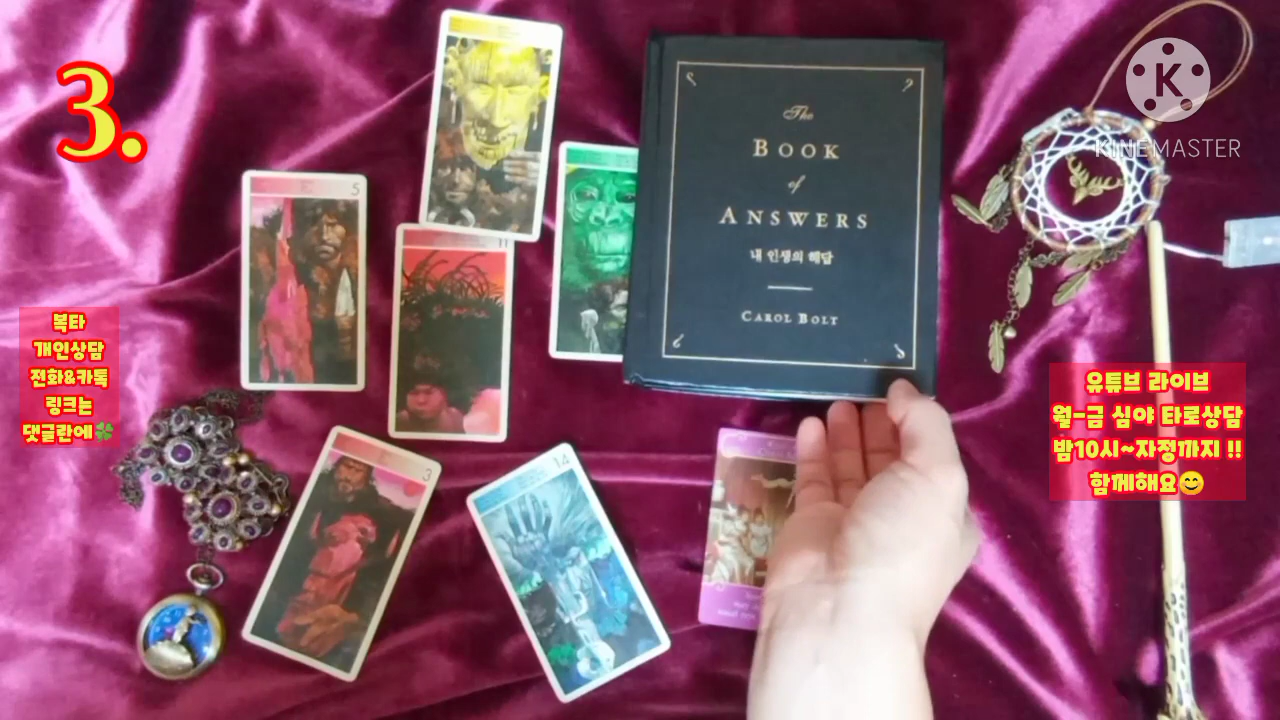 3.
5
11
The
BOOK
of
ANSWERS
내 인생의 해답
CAROL BOLT
K
KINEMASTER
복타
개인상담
전화&카톡
링크는
댓글란에🍀
유튜브 라이브
월-금 심야 타로상담
밤10시~자정까지 !!
함께해요😊
3
14